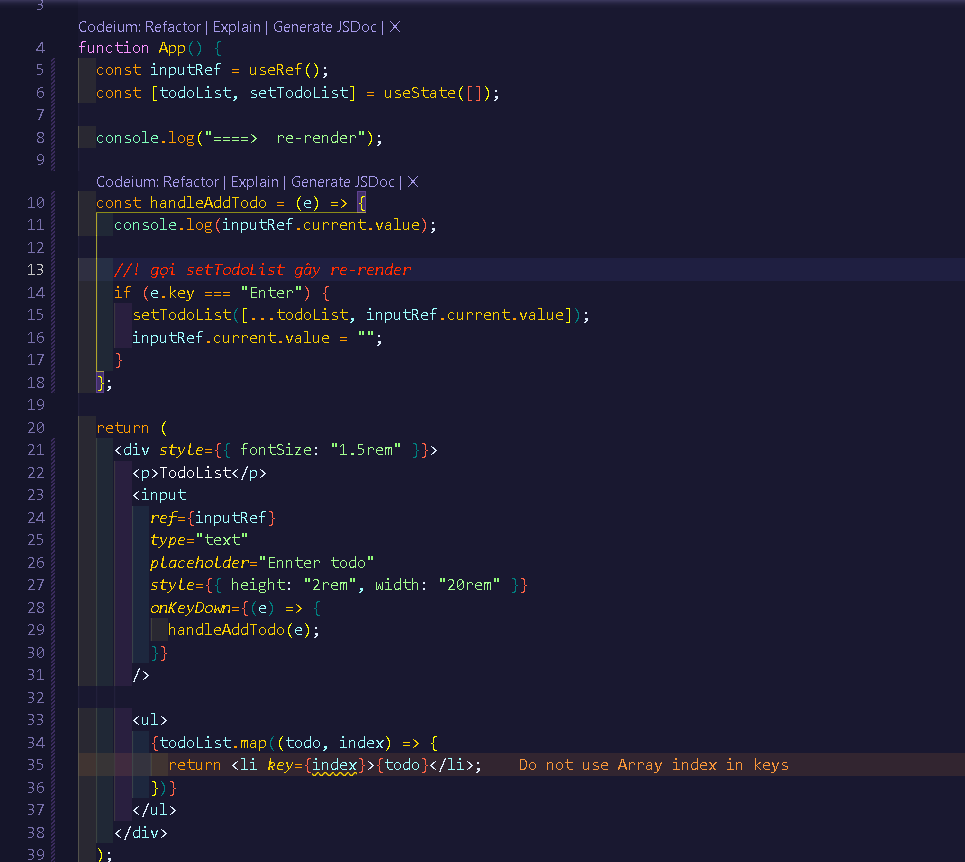 3
Codeium: Refactor | Explain | Generate JSDoc | X
4 function App() {
5 const inputRef = useRef();
6 const [todoList, setTodoList] = useState([]);
7
8 console.log("====>  re-render");
9
Codeium: Refactor | Explain | Generate JSDoc | X
10 const handleAddTodo = (e) => {
11 console.log(inputRef.current.value);
12
13 //! gọi setTodoList gây re-render
14 if (e.key === "Enter") {
15 setTodoList([...todoList, inputRef.current.value]);
16 inputRef.current.value = "";
17 }
18 };
19
20 return (
21 <div style={{ fontSize: "1.5rem" }}>
22 <p>TodoList</p>
23 <input
24 ref={inputRef}
25 type="text"
26 placeholder="Ennter todo"
27 style={{ height: "2rem", width: "20rem" }}
28 onKeyDown={(e) => {
29 handleAddTodo(e);
30 }}
31 />
32
33 <ul>
34 {todoList.map((todo, index) => {
35 return <li key={index}>{todo}</li>; Do not use Array index in keys
36 })}
37 </ul>
38 </div>
39 );